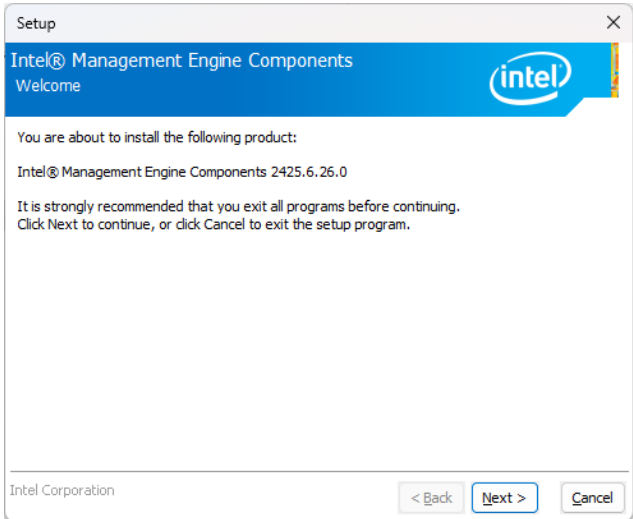 Setup
Intel® Management Engine Components
Welcome
intel
You are about to install the following product:
Intel® Management Engine Components 2425.6.26.0
It is strongly recommended that you exit all programs before continuing.
Click Next to continue, or click Cancel to exit the setup program.
Intel Corporation
< Back
Next >
Cancel